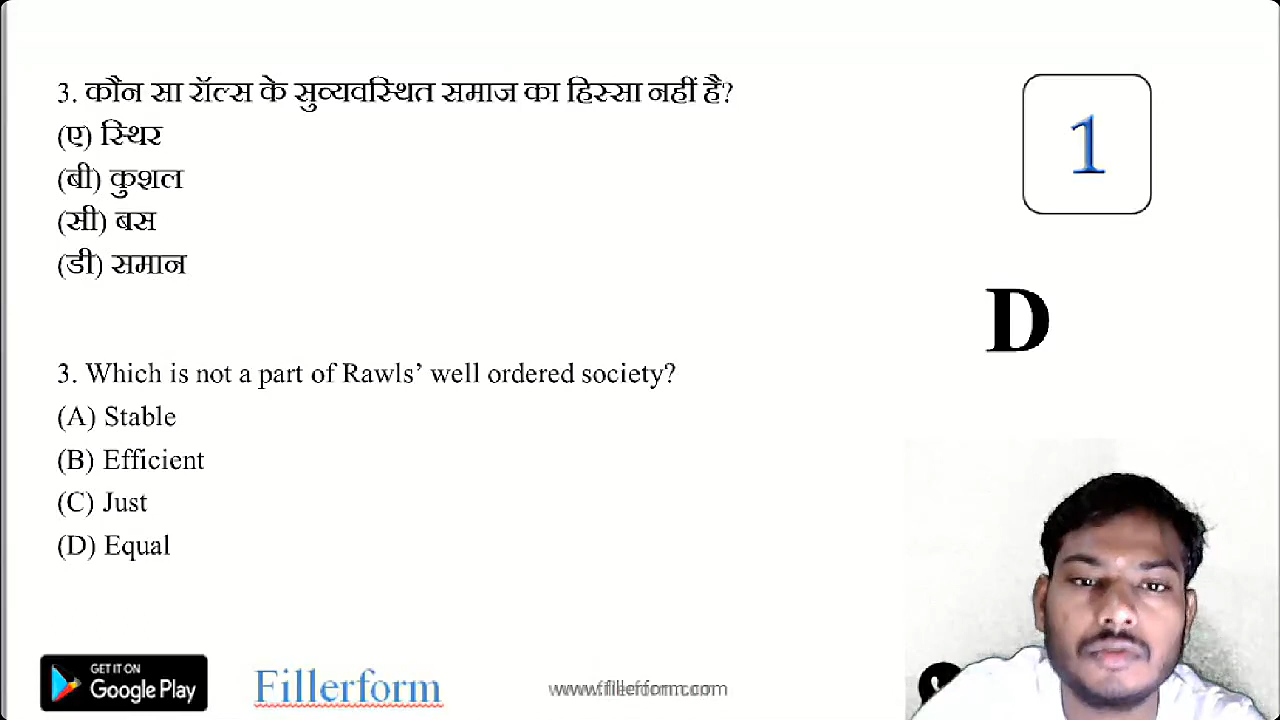 3. कौन सा रॉल्स के सुव्यवस्थित समाज का हिस्सा नहीं है?
(ए) स्थिर
(बी) कुशल
(सी) बस
(डी) समान
1
D
3. Which is not a part of Rawls’ well ordered society?
(A) Stable
(B) Efficient
(C) Just
(D) Equal
GET IT ON
Google Play
Fillerform
www.fillerform.com